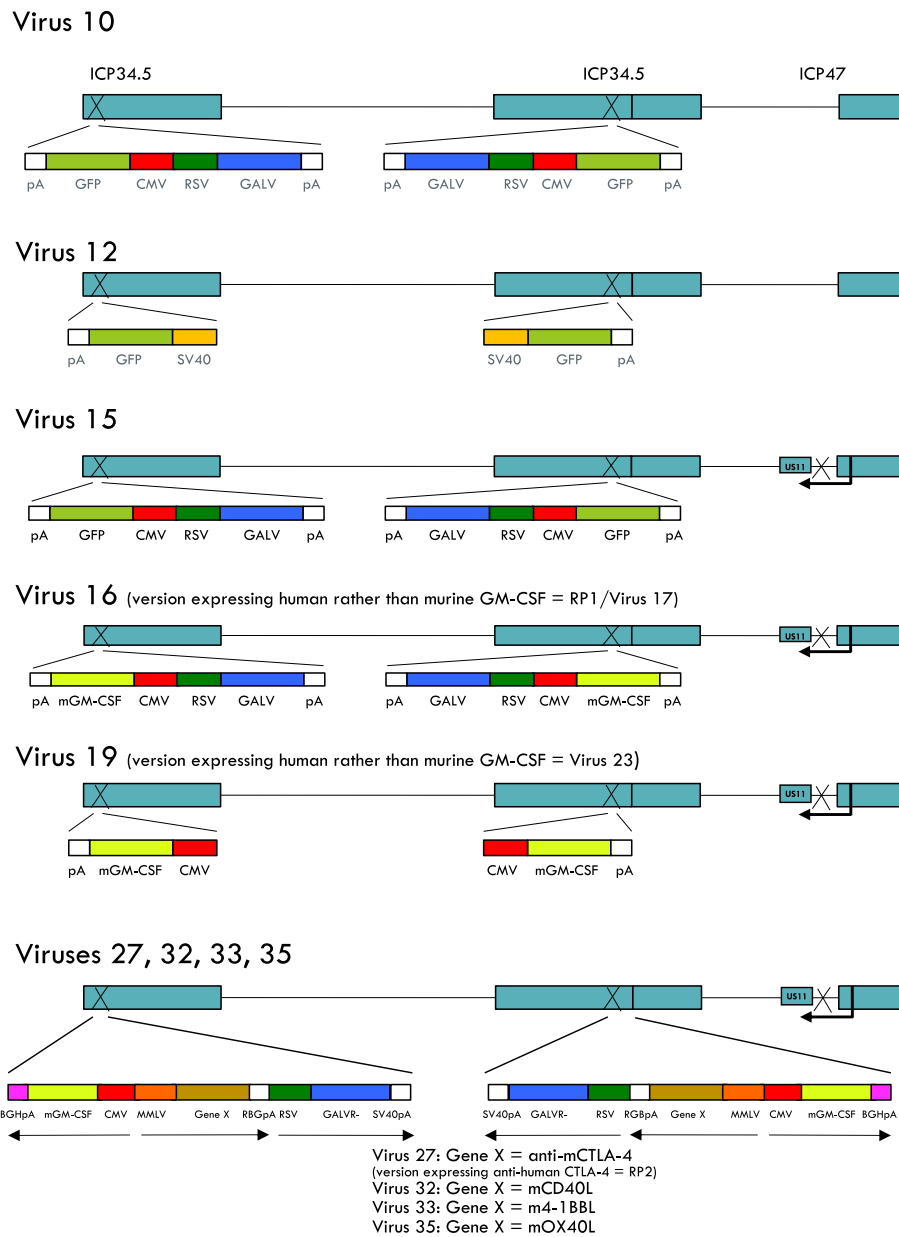 Virus 10
ICP34.5 ICP34.5 ICP47
pA GFP CMV RSV GALV pA pA GALV RSV CMV GFP pA
Virus 12
pA GFP SV40 SV40 GFP pA
Virus 15
US11
pA GFP CMV RSV GALV pA pA GALV RSV CMV GFP pA
Virus 16 (version expressing human rather than murine GM-CSF = RP1/Virus 17)
US11
pA mGM-CSF CMV RSV GALV pA pA GALV RSV CMV mGM-CSF pA
Virus 19 (version expressing human rather than murine GM-CSF = Virus 23)
US11
pA mGM-CSF CMV CMV mGM-CSF pA
Viruses 27, 32, 33, 35
US11
BGHpA mGM-CSF CMV MMLV Gene X RBGpA RSV GALVR- SV40pA SV40pA GALVR- RSV RGBpA Gene X MMLV CMV mGM-CSF BGHpA
Virus 27: Gene X = anti-mCTLA-4
(version expressing anti-human CTLA-4 = RP2)
Virus 32: Gene X = mCD40L
Virus 33: Gene X = m4-1BBL
Virus 35: Gene X = mOX40L